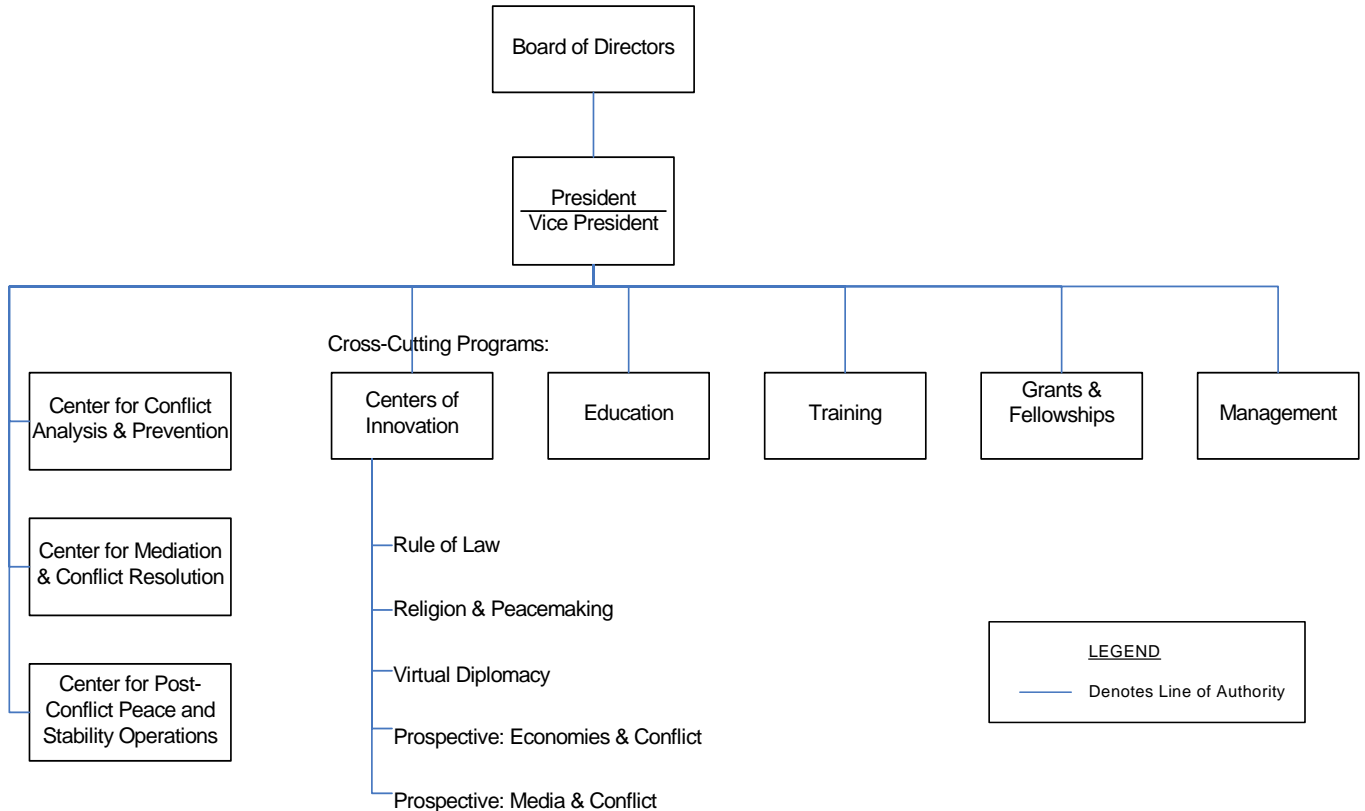 Board of Directors
President
Vice President
Cross-Cutting Programs:
Center for Conflict
Analysis & Prevention
Centers of
Innovation
Education
Training
Grants &
Fellowships
Management
Center for Mediation
& Conflict Resolution
Center for Post-
Conflict Peace and
Stability Operations
Rule of Law
Religion & Peacemaking
Virtual Diplomacy
Prospective: Economies & Conflict
Prospective: Media & Conflict
LEGEND
Denotes Line of Authority